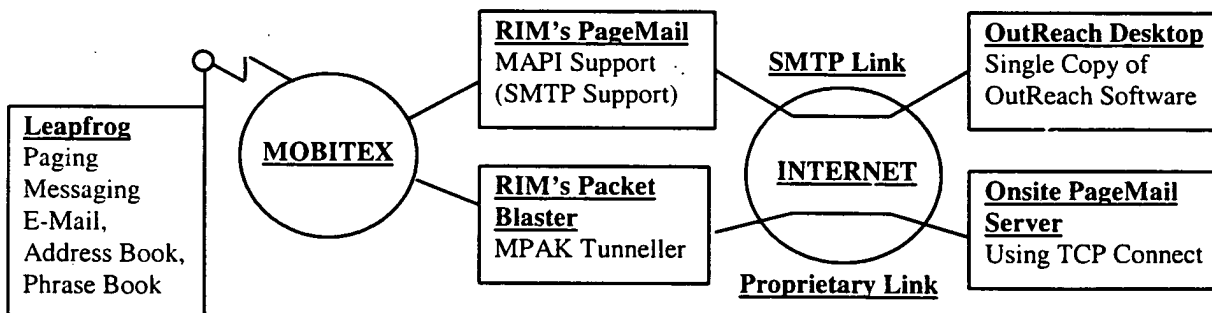 Leapfrog
Paging
Messaging
E-Mail,
Address Book,
Phrase Book
MOBITEX
RIM's PageMail
MAPI Support
(SMTP Support)
RIM's Packet
Blaster
MPAK Tunneller
SMTP Link
INTERNET
Proprietary Link
OutReach Desktop
Single Copy of
OutReach Software
Onsite PageMail
Server
Using TCP Connect